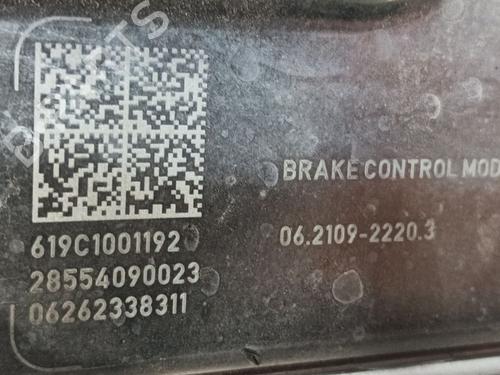 BRAKE CONTROL MOD
619C1001192
06.2109-2220.3
28554090023
06262338311